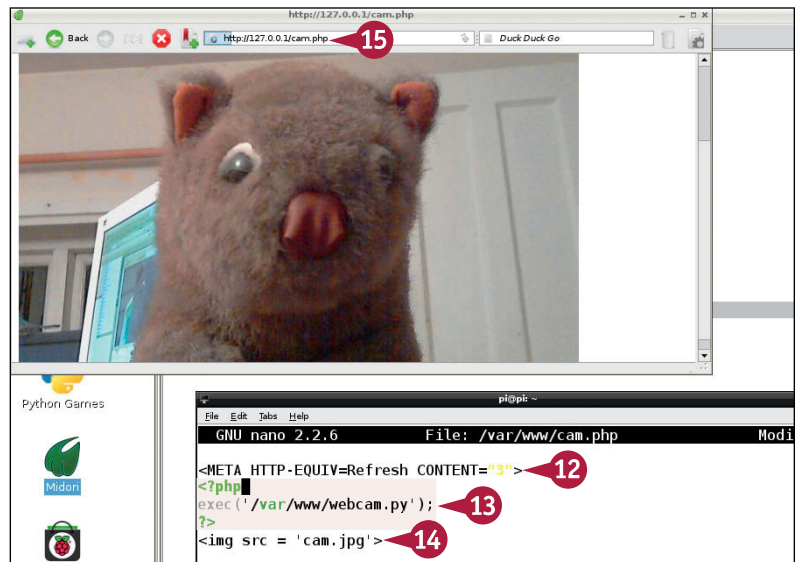 http://127.0.0.1/cam.php
Back
http://127.0.0.1/cam.php
15
Duck Duck Go
Python Games
Midori
pi@pi: ~
File Edit Tabs Help
GNU nano 2.2.6 File: /var/www/cam.php Modi
<META HTTP-EQUIV=Refresh CONTENT="3">
12
<?php
exec('/var/www/webcam.py');
13
?>
<img src = 'cam.jpg'>
14